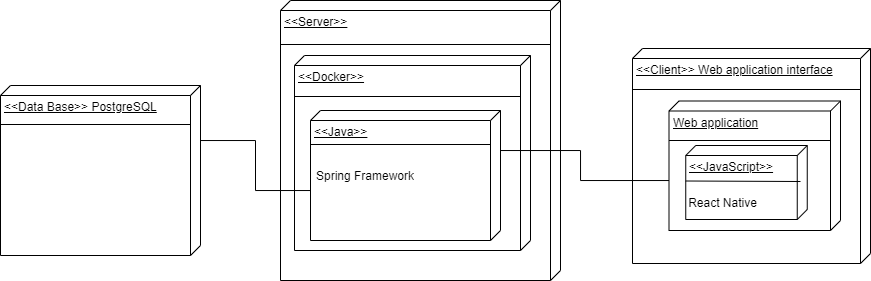 <<Server>>
<<Docker>>
<<Client>> Web application interface
<<Data Base>> PostgreSQL
Web application
<<Java>>
<<JavaScript>>
Spring Framework
React Native